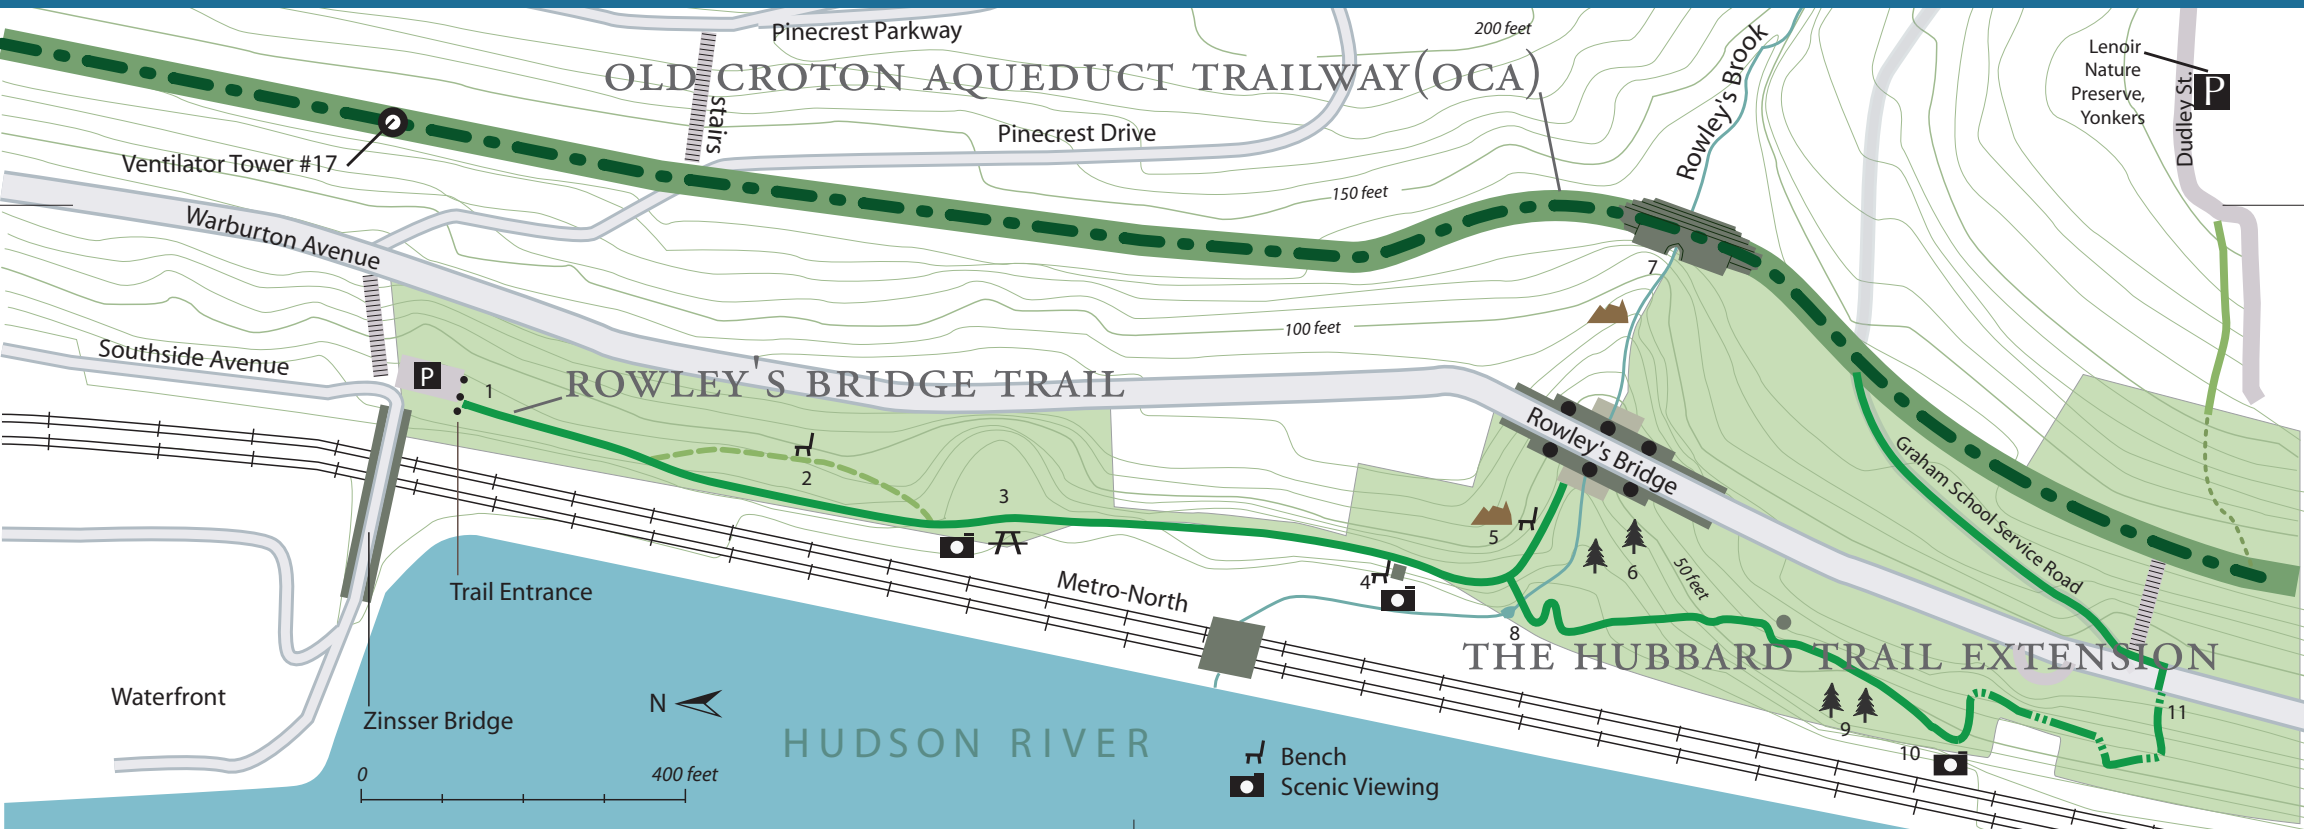 Pinecrest Parkway
200 feet
Rowley's Brook
Lenoir
Nature
Preserve,
Yonkers
P
Dudley St.
OLD CROTON AQUEDUCT TRAILWAY(OCA)
stairs
Pinecrest Drive
Ventilator Tower #17
150 feet
Warburton Avenue
7
100 feet
Southside Avenue
P
1
ROWLEY'S BRIDGE TRAIL
Rowley's Bridge
Graham School Service Road
2
3
5
6
50 feet
4
Metro-North
Trail Entrance
8
THE HUBBARD TRAIL EXTENSION
Waterfront
N
Zinsser Bridge
11
9
10
HUDSON RIVER
Bench
Scenic Viewing
0
400 feet